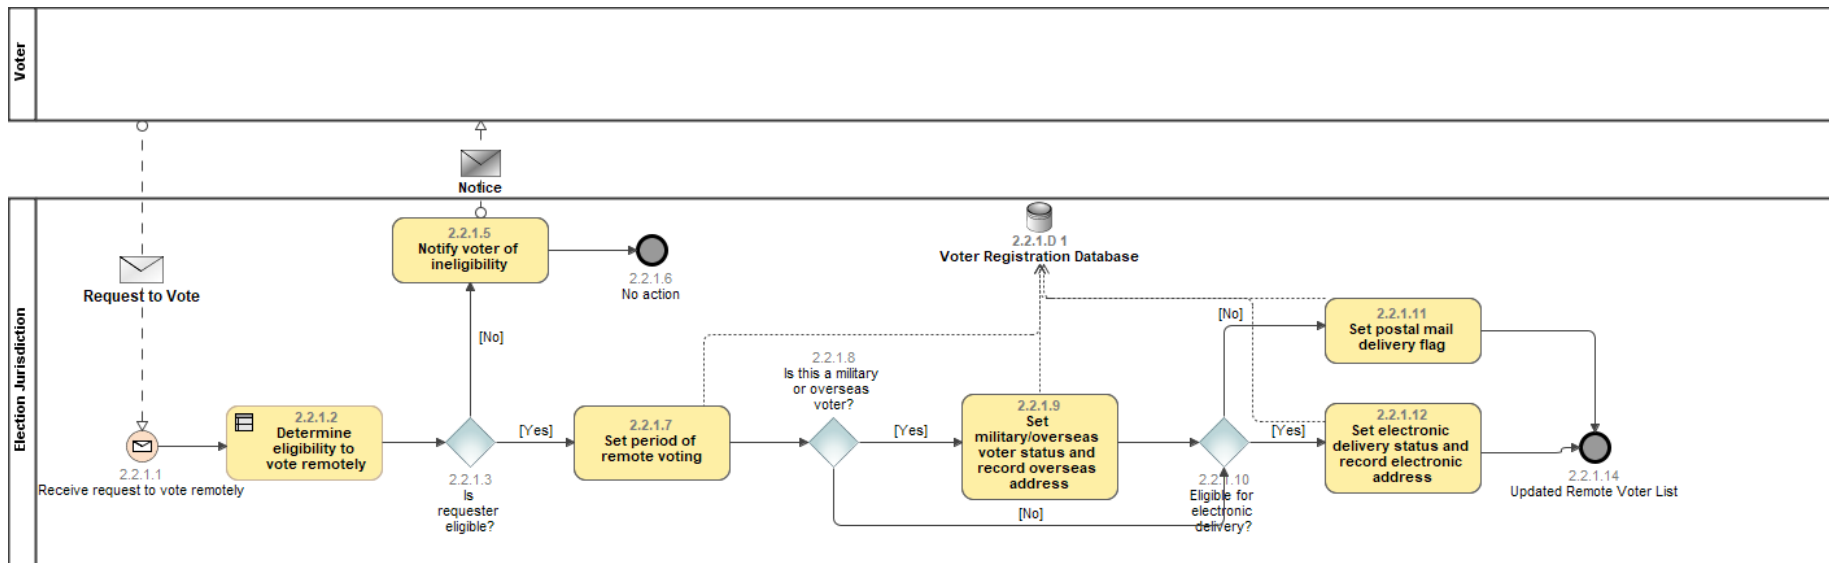 Voter
Notice
Election Jurisdiction
Request to Vote
2.2.1.1
Receive request to vote remotely
2.2.1.2
Determine
eligibility to
vote remotely
2.2.1.3
Is
requester
eligible?
[No]
2.2.1.5
Notify voter of
ineligibility
2.2.1.6
No action
[Yes]
2.2.1.7
Set period of
remote voting
2.2.1.8
Is this a military
or overseas
voter?
[Yes]
[No]
2.2.1.D 1
Voter Registration Database
2.2.1.9
Set
military/overseas
voter status and
record overseas
address
2.2.1.10
Eligible for
electronic
delivery?
[No]
[Yes]
2.2.1.11
Set postal mail
delivery flag
2.2.1.12
Set electronic
delivery status and
record electronic
address
2.2.1.14
Updated Remote Voter List